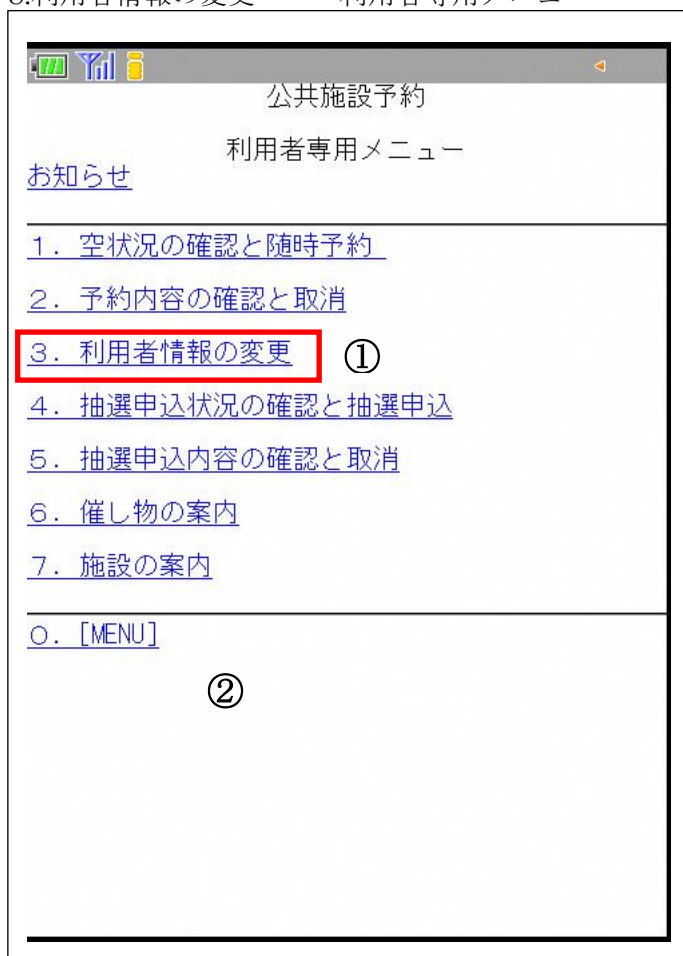 公共施設予約
利用者専用メニュー
お知らせ
１．空状況の確認と随時予約
２．予約内容の確認と取消
３．利用者情報の変更 ①
４．抽選申込状況の確認と抽選申込
５．抽選申込内容の確認と取消
６．催し物の案内
７．施設の案内
０．[MENU]
②